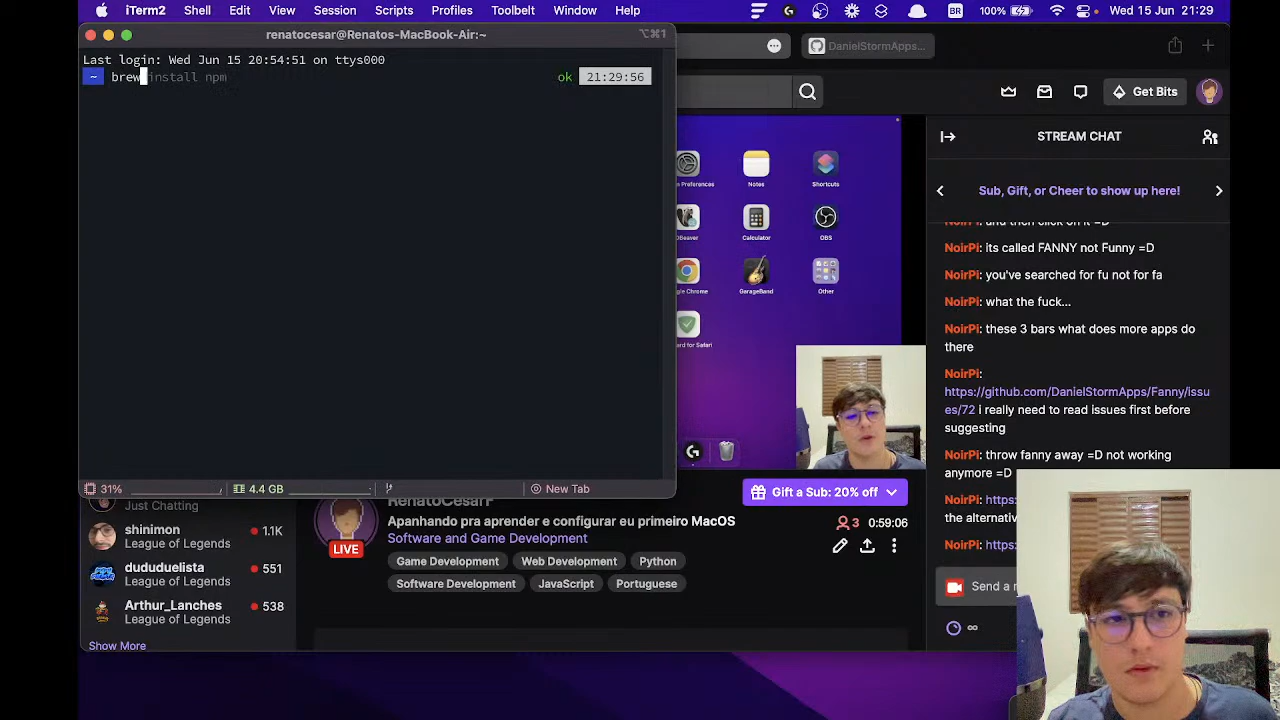 iTerm2 Shell Edit View Session Scripts Profiles Toolbelt Window Help
BR 100% Wed 15 Jun 21:29
renatocesar@Renatos-MacBook-Air:~
⌥⌘1
DanielStormApps...
Last login: Wed Jun 15 20:54:51 on ttys000
~ brew install npm
ok 21:29:56
Get Bits
STREAM CHAT
Sub, Gift, or Cheer to show up here!
Preferences Notes Shortcuts
Calculator OBS
GarageBand Other
NoirPi: and then click on it =D
NoirPi: its called FANNY not Funny =D
NoirPi: you've searched for fu not for fa
NoirPi: what the fuck...
NoirPi: these 3 bars what does more apps do
there
NoirPi:
https://github.com/DanielStormApps/Fanny/issu
es/72 i really need to read issues first before
suggesting
NoirPi: throw fanny away =D not working
anymore =D
NoirPi: https:
the alternativ
NoirPi: https:
31% 4.4 GB New Tab
Just Chatting
shinimon 1.1K
League of Legends
dududuelista 551
League of Legends
Arthur_Lanches 538
League of Legends
Show More
RenatoCesarF
Gift a Sub: 20% off
Apanhando pra aprender e configurar eu primeiro MacOS
3 0:59:06
Software and Game Development
LIVE
Game Development Web Development Python
Software Development JavaScript Portuguese
Send a